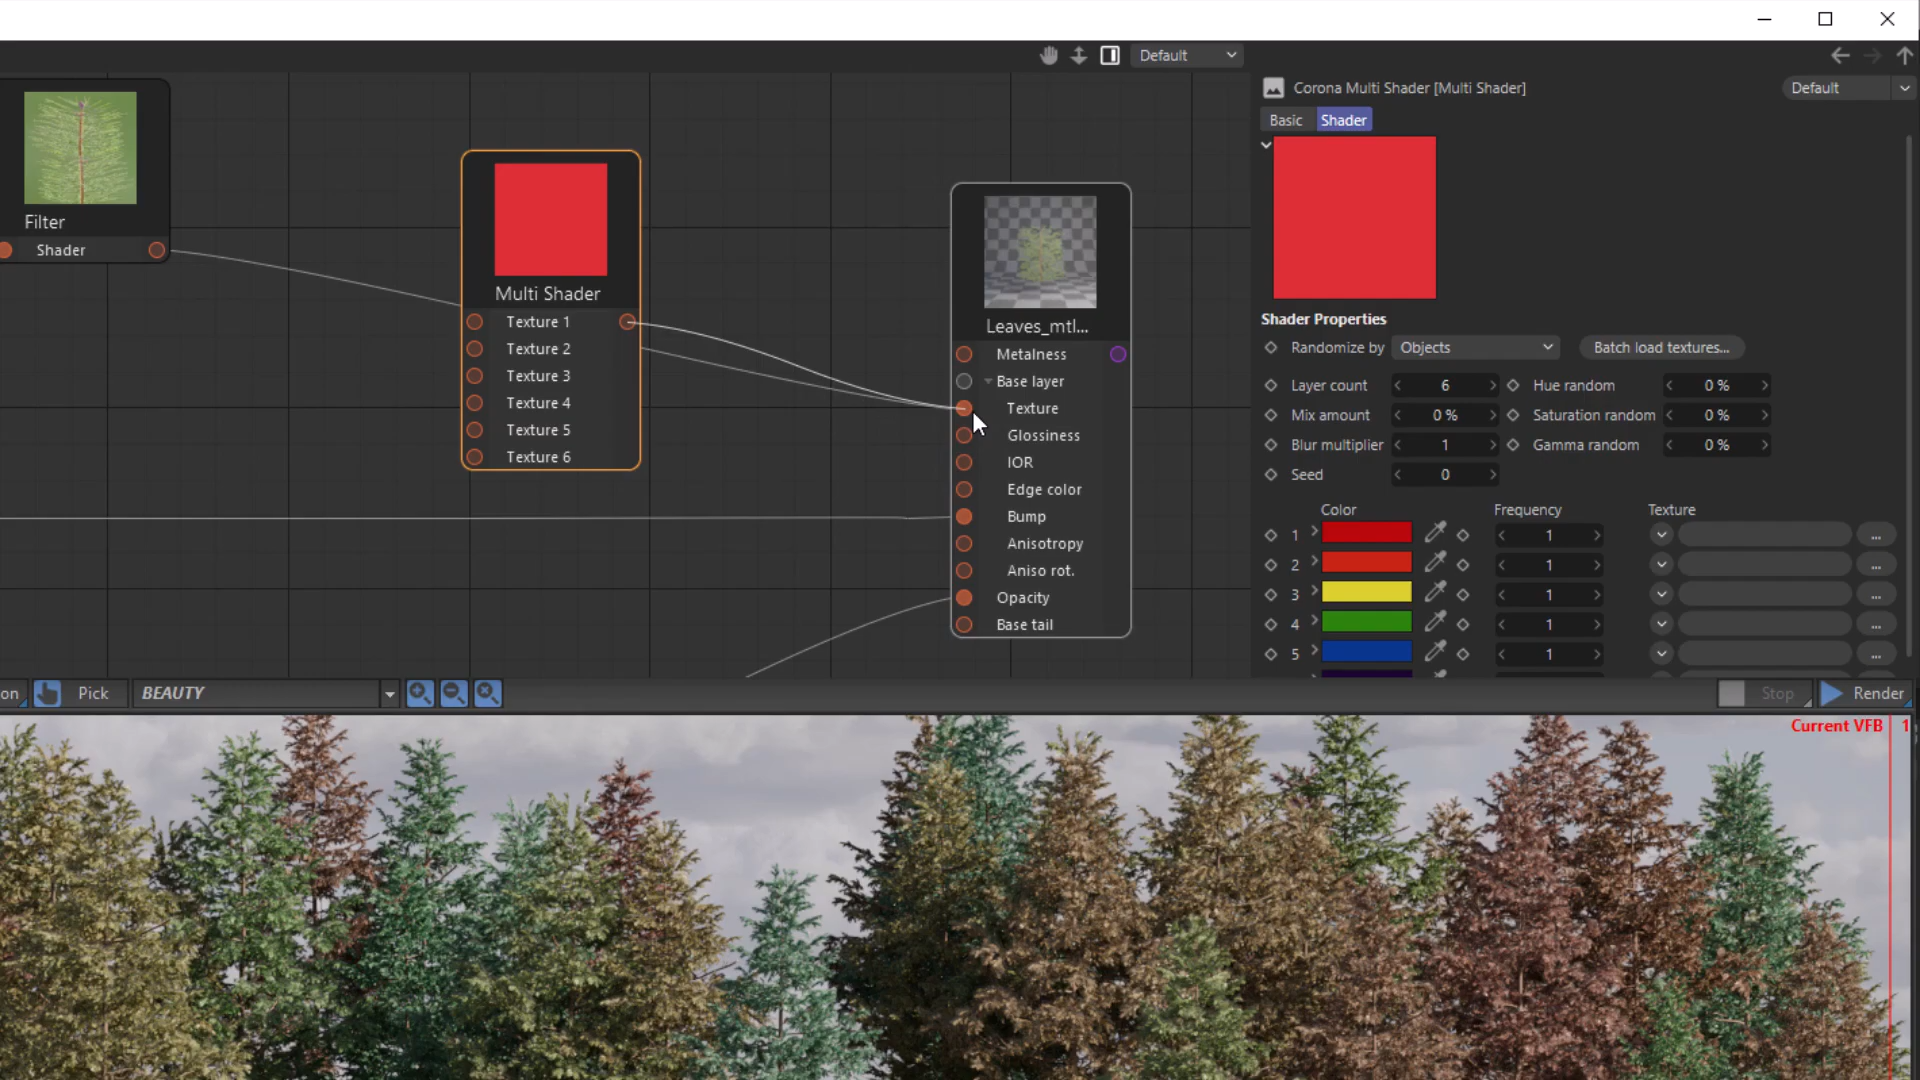 Default
Corona Multi Shader [Multi Shader]
Default
Basic
Shader
Filter
Shader
Multi Shader
Texture 1
Texture 2
Texture 3
Texture 4
Texture 5
Texture 6
Leaves_mtl...
Metalness
Base layer
Texture
Glossiness
IOR
Edge color
Bump
Anisotropy
Aniso rot.
Opacity
Base tail
Shader Properties
Randomize by Objects Batch load textures...
Layer count 6 Hue random 0 %
Mix amount 0 % Saturation random 0 %
Blur multiplier 1 Gamma random 0 %
Seed 0
Color Frequency Texture
1 1 ...
2 1 ...
3 1 ...
4 1 ...
5 1 ...
on Pick BEAUTY Stop Render
Current VFB 1